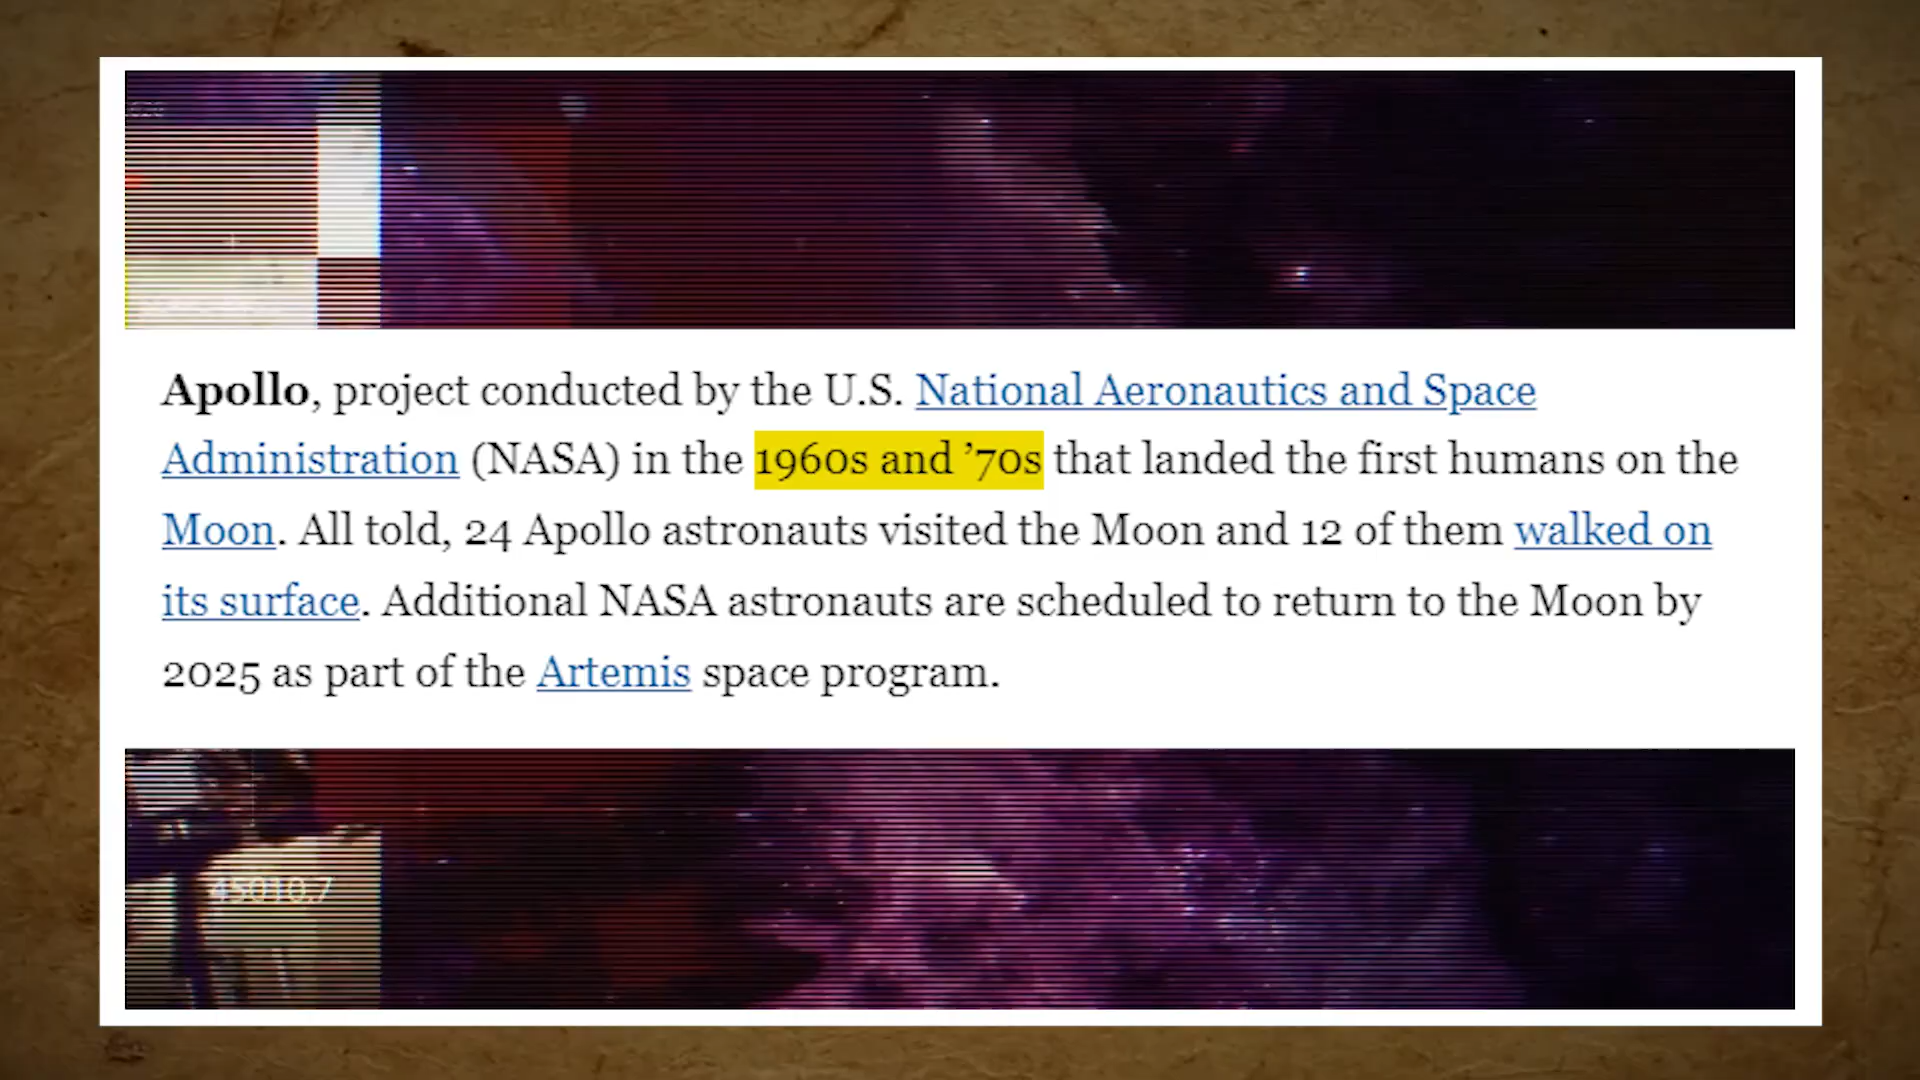 Apollo, project conducted by the U.S. National Aeronautics and Space
Administration (NASA) in the 1960s and ’70s that landed the first humans on the
Moon. All told, 24 Apollo astronauts visited the Moon and 12 of them walked on
its surface. Additional NASA astronauts are scheduled to return to the Moon by
2025 as part of the Artemis space program.
45010.7